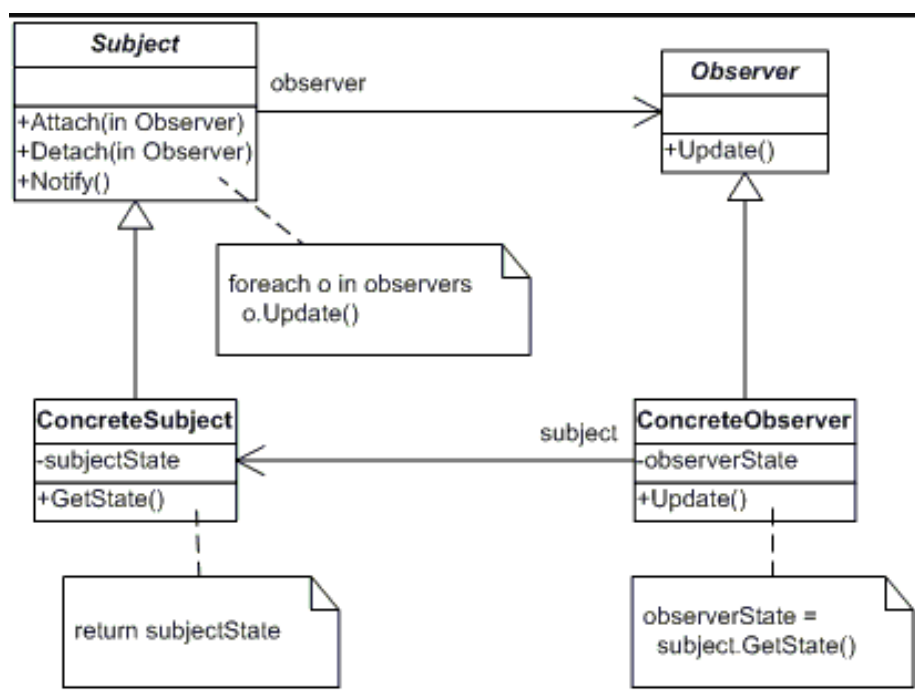 Subject
+Attach(in Observer)
+Detach(in Observer)
+Notify()
observer
Observer
+Update()
foreach o in observers
o.Update()
ConcreteSubject
-subjectState
+GetState()
subject
ConcreteObserver
-observerState
+Update()
return subjectState
observerState =
subject.GetState()